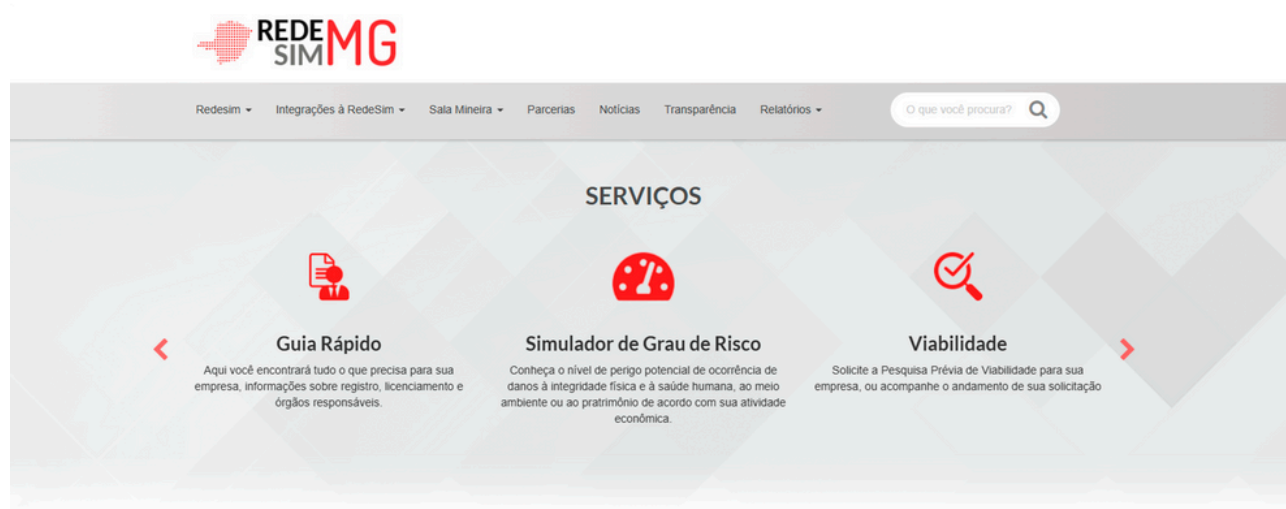 REDE
SIM MG
Redesim Integrações à RedeSim Sala Mineira Parcerias Notícias Transparência Relatórios O que você procura?
SERVIÇOS
Guia Rápido
Aqui você encontrará tudo o que precisa para sua
empresa, informações sobre registro, licenciamento e
órgãos responsáveis.
Simulador de Grau de Risco
Conheça o nível de perigo potencial de ocorrência de
danos à integridade física e à saúde humana, ao meio
ambiente ou ao pratrimônio de acordo com sua atividade
econômica.
Viabilidade
Solicite a Pesquisa Prévia de Viabilidade para sua
empresa, ou acompanhe o andamento de sua solicitação